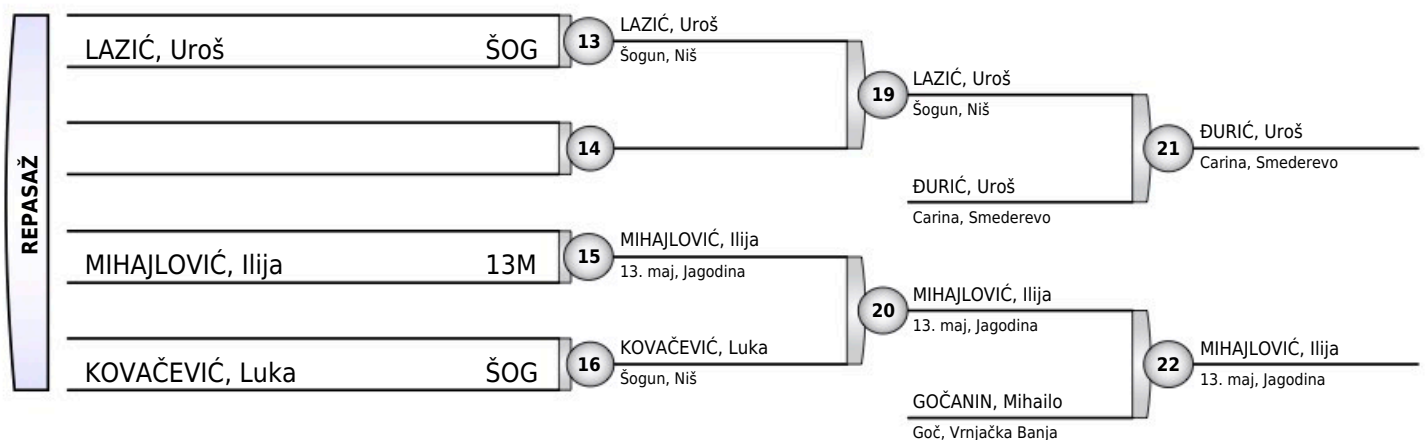 REPASAŽ
LAZIĆ, Uroš ŠOG
13
LAZIĆ, Uroš
Šogun, Niš
14
19
LAZIĆ, Uroš
Šogun, Niš
ĐURIĆ, Uroš
Carina, Smederevo
21
ĐURIĆ, Uroš
Carina, Smederevo
MIHAJLOVIĆ, Ilija 13M
15
MIHAJLOVIĆ, Ilija
13. maj, Jagodina
KOVAČEVIĆ, Luka ŠOG
16
KOVAČEVIĆ, Luka
Šogun, Niš
20
MIHAJLOVIĆ, Ilija
13. maj, Jagodina
GOČANIN, Mihailo
Goč, Vrnjačka Banja
22
MIHAJLOVIĆ, Ilija
13. maj, Jagodina